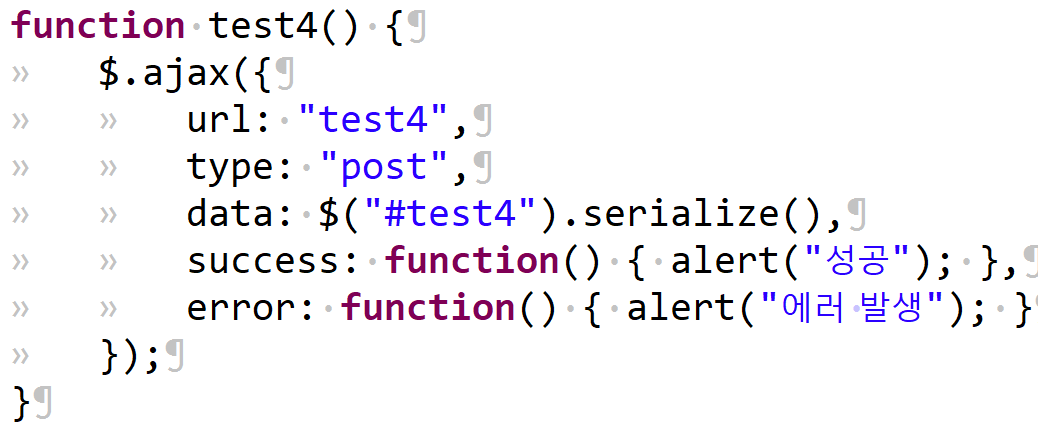 function test4() {
    $.ajax({
        url: "test4",
        type: "post",
        data: $("#test4").serialize(),
        success: function() { alert("성공"); },
        error: function() { alert("에러 발생"); }
    });
}